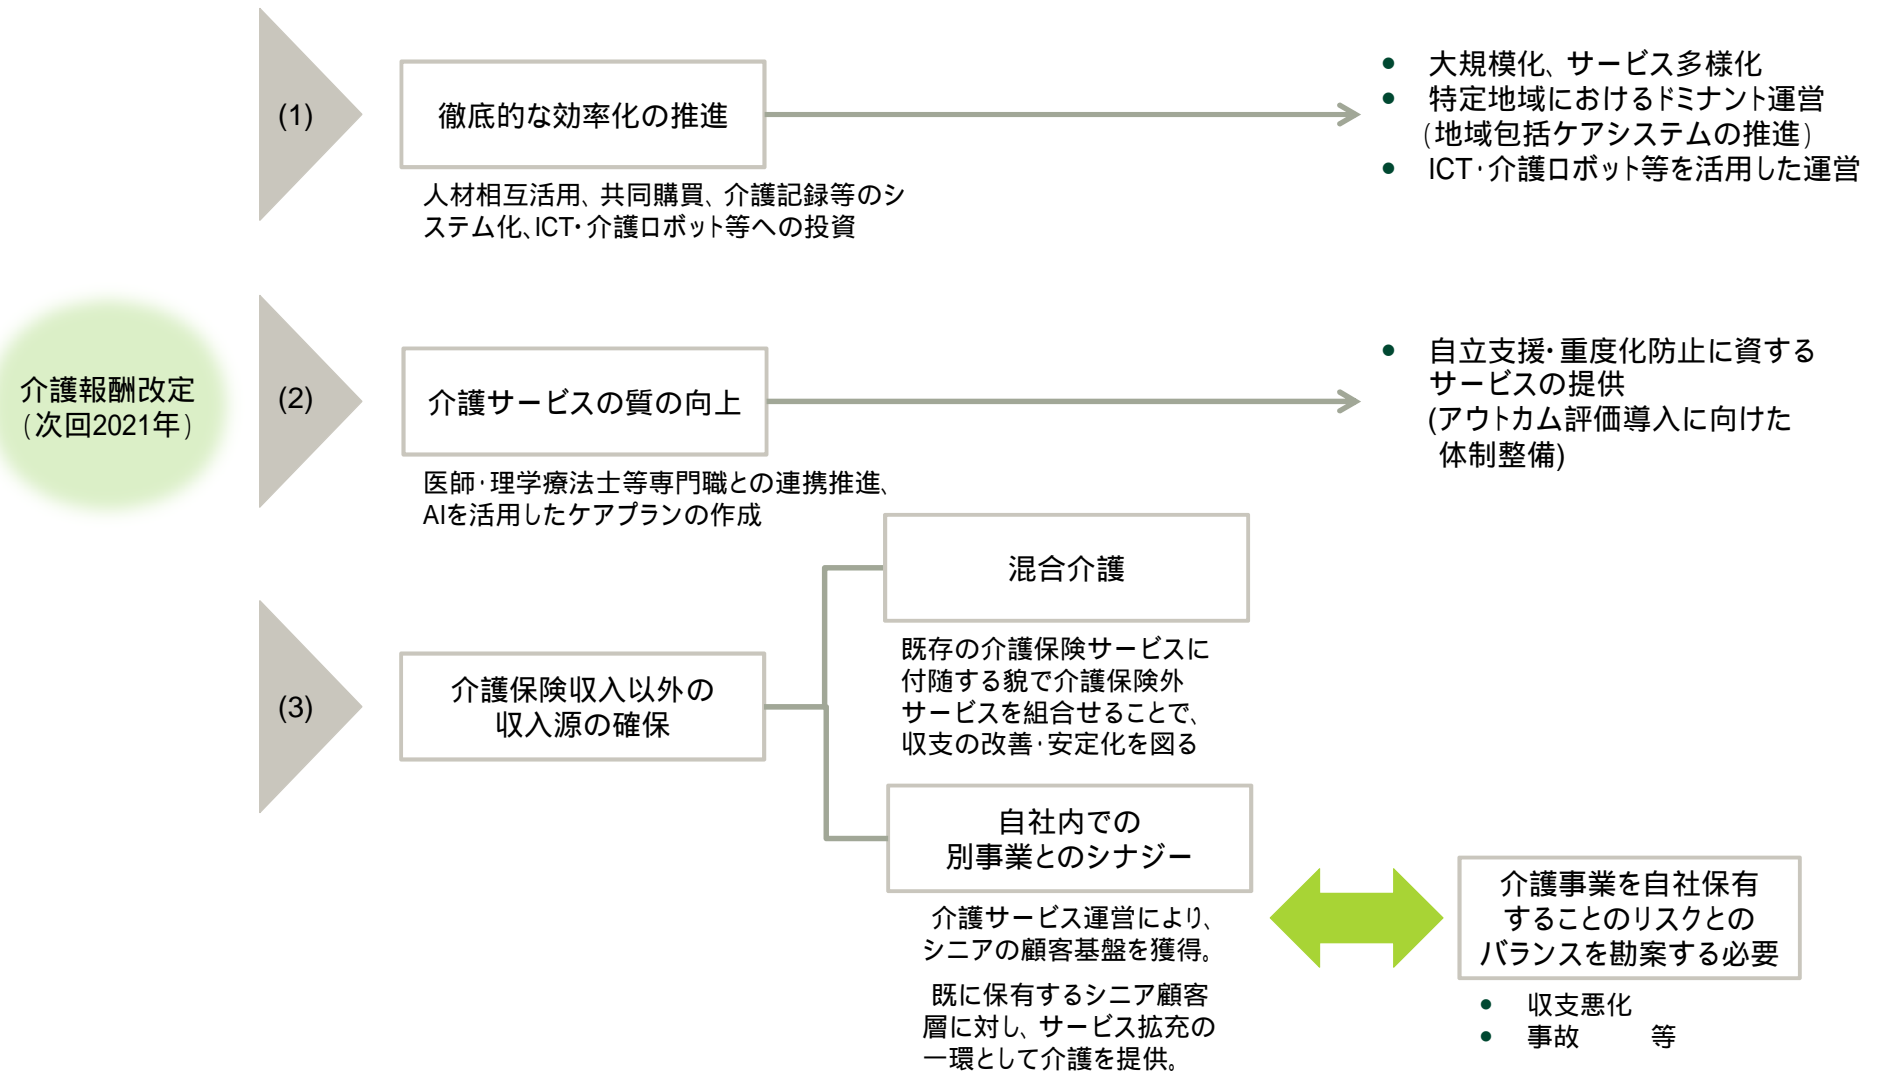 介護報酬改定
(次回2021年)
(1)
徹底的な効率化の推進
人材相互活用、共同購買、介護記録等のシ
ステム化、ICT・介護ロボット等への投資
• 大規模化、サービス多様化
• 特定地域におけるドミナント運営
(地域包括ケアシステムの推進)
• ICT・介護ロボット等を活用した運営
(2)
介護サービスの質の向上
医師・理学療法士等専門職との連携推進、
AIを活用したケアプランの作成
• 自立支援・重度化防止に資する
サービスの提供
(アウトカム評価導入に向けた
体制整備)
(3)
介護保険収入以外の
収入源の確保
混合介護
既存の介護保険サービスに
付随する貌で介護保険外
サービスを組合せることで、
収支の改善・安定化を図る
自社内での
別事業とのシナジー
介護サービス運営により、
シニアの顧客基盤を獲得。
既に保有するシニア顧客
層に対し、サービス拡充の
一環として介護を提供。
介護事業を自社保有
することのリスクとの
バランスを勘案する必要
• 収支悪化
• 事故 等